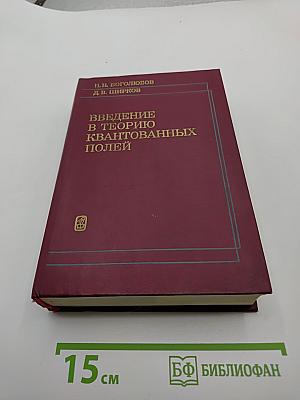 Н.Н. БОГОЛЮБОВ
Д.В. ШИРКОВ
ВВЕДЕНИЕ
В ТЕОРИЮ
КВАНТОВАННЫХ
ПОЛЕЙ
15 см
БФ БИБЛИОФАН